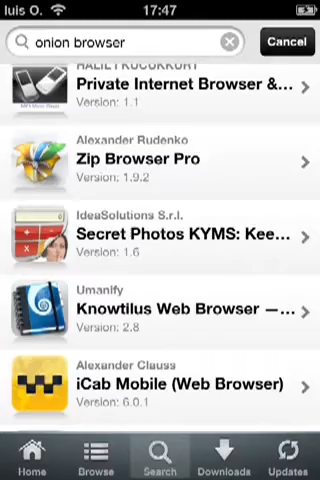 luis O.
17:47
onion browser
Cancel
HALIL I KUCUKKURT
Private Internet Browser &...
Version: 1.1
Alexander Rudenko
Zip Browser Pro
Version: 1.9.2
IdeaSolutions S.r.l.
Secret Photos KYMS: Kee...
Version: 1.6
Umanify
Knowtilus Web Browser —...
Version: 2.8
Alexander Clauss
iCab Mobile (Web Browser)
Version: 6.0.1
Home
Browse
Search
Downloads
Updates